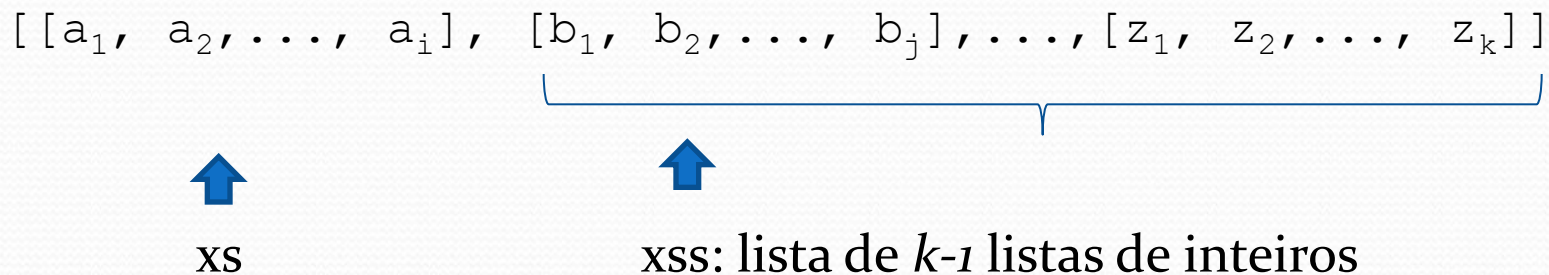 [[a₁, a₂,..., aᵢ], [b₁, b₂,..., bⱼ],...,[z₁, z₂,..., zₖ]]
xs xss: lista de k-1 listas de inteiros